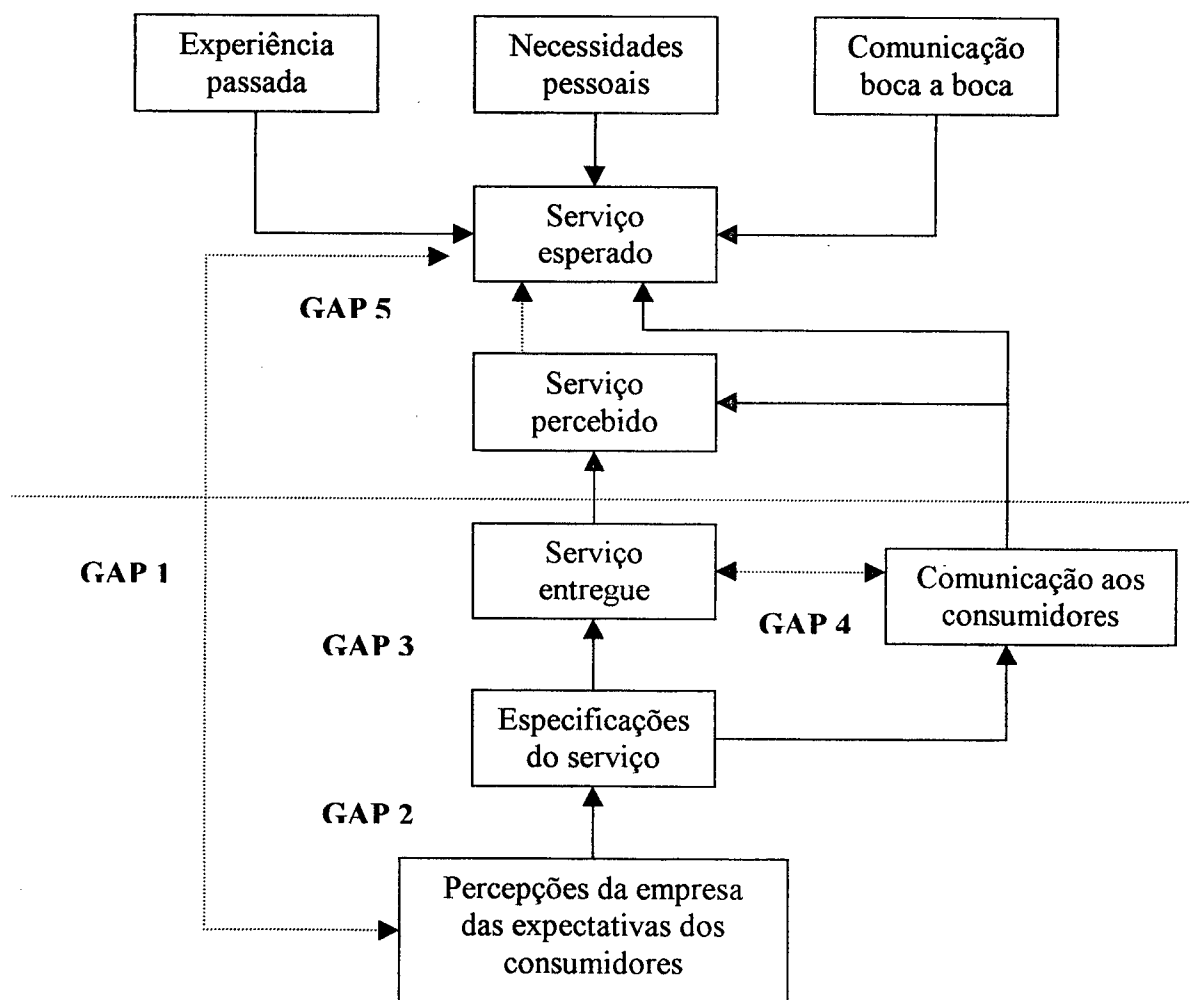 Experiência
passada
Necessidades
pessoais
Comunicação
boca a boca
Serviço
esperado
GAP 5
Serviço
percebido
GAP 1
Serviço
entregue
Comunicação aos
consumidores
GAP 4
GAP 3
Especificações
do serviço
GAP 2
Percepções da empresa
das expectativas dos
consumidores